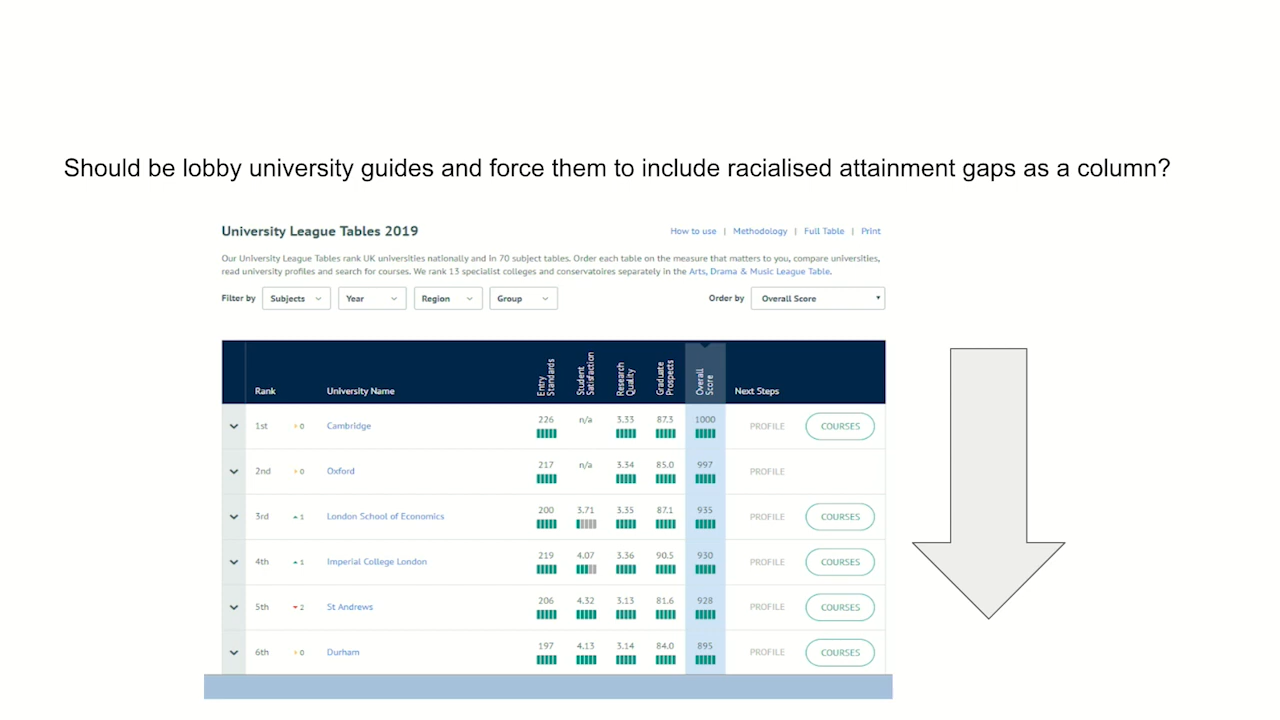 Should be lobby university guides and force them to include racialised attainment gaps as a column?
University League Tables 2019
How to use | Methodology | Full Table | Print
Our University League Tables rank UK universities nationally and in 70 subject tables. Order each table on the measure that matters to you, compare universities,
read university profiles and search for courses. We rank 13 specialist colleges and conservatoires separately in the Arts, Drama & Music League Table.
Filter by Subjects Year Region Group Order by Overall Score
Rank University Name Entry Standards Student Satisfaction Research Quality Graduate Prospects Overall Score Next Steps
1st 0 Cambridge 226 n/a 3.33 87.3 1000 PROFILE COURSES
2nd 0 Oxford 217 n/a 3.34 85.0 997 PROFILE
3rd 1 London School of Economics 200 3.71 3.35 87.1 935 PROFILE COURSES
4th 1 Imperial College London 219 4.07 3.36 90.5 930 PROFILE COURSES
5th 2 St Andrews 206 4.32 3.13 81.6 928 PROFILE COURSES
6th 0 Durham 197 4.13 3.14 84.0 895 PROFILE COURSES